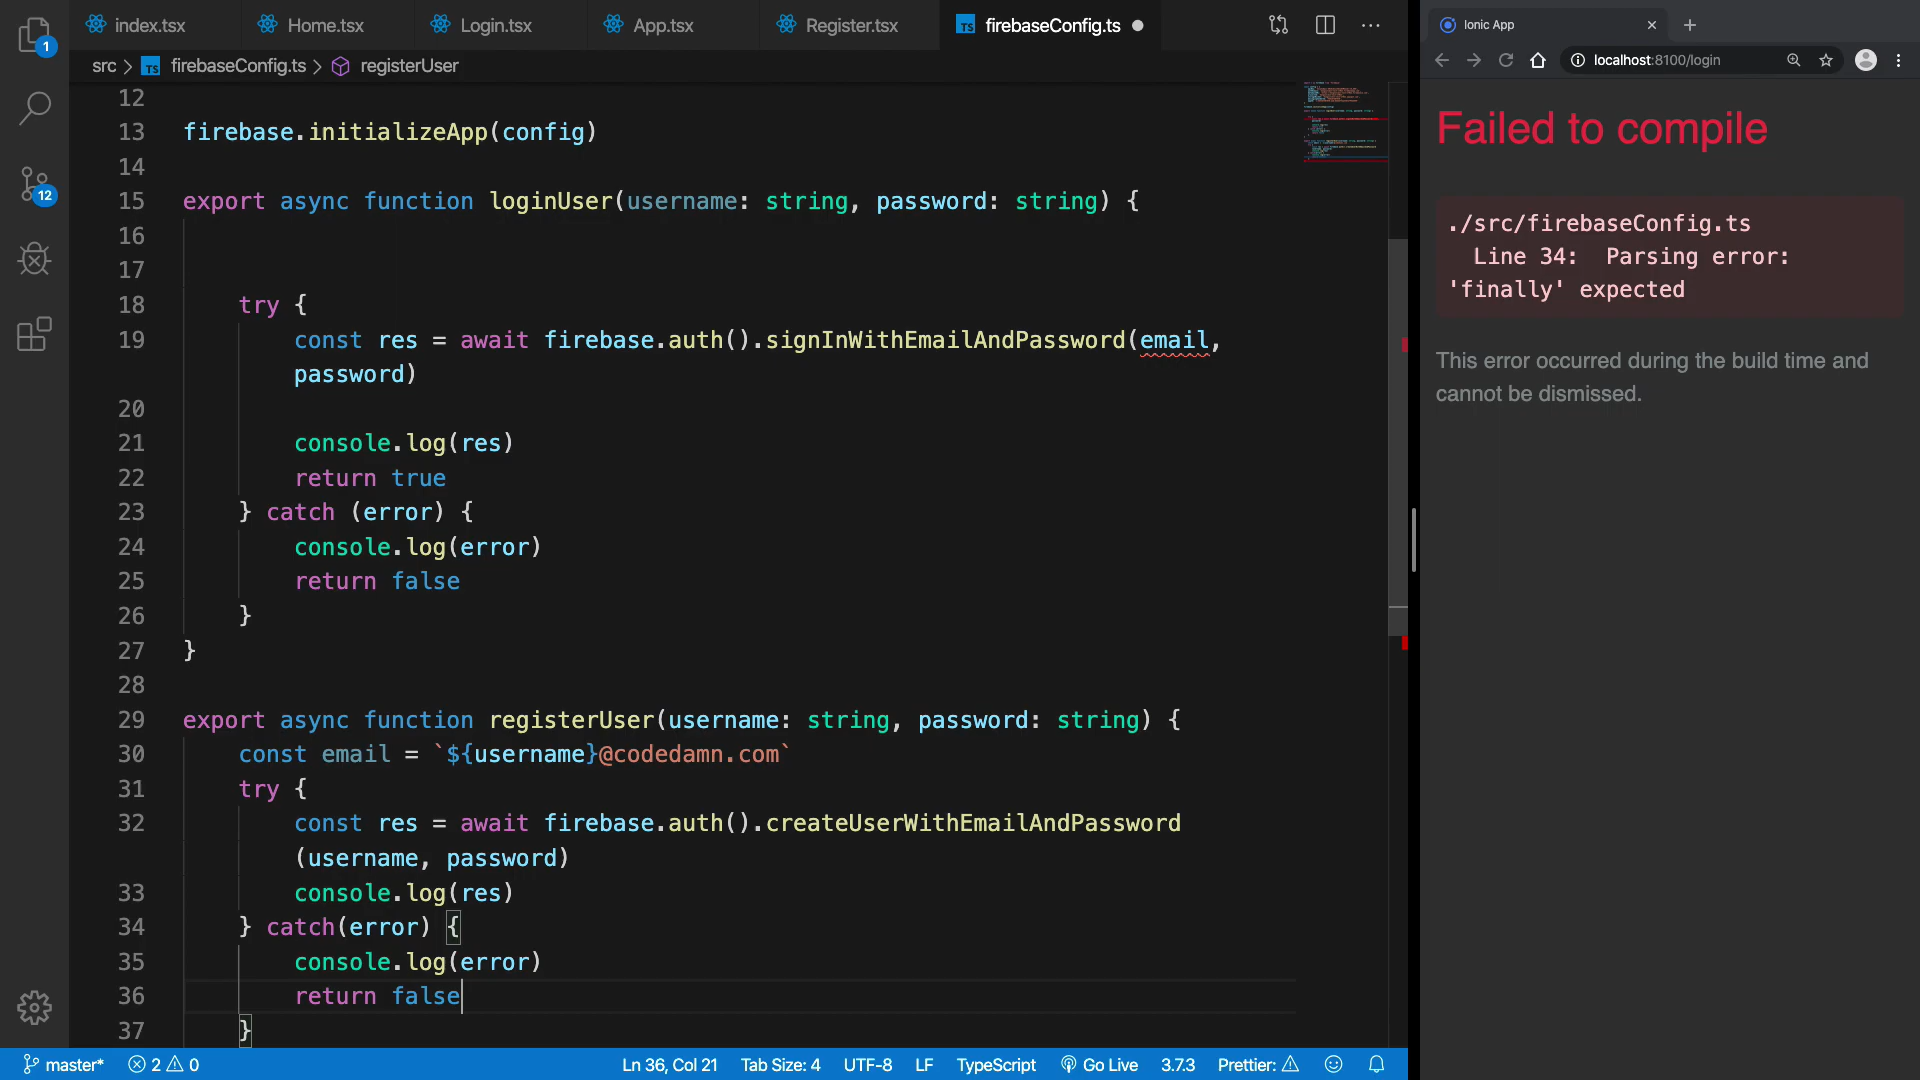 index.tsx Home.tsx Login.tsx App.tsx Register.tsx TS firebaseConfig.ts
src > TS firebaseConfig.ts > registerUser
12
13 firebase.initializeApp(config)
14
15 export async function loginUser(username: string, password: string) {
16
17
18 try {
19 const res = await firebase.auth().signInWithEmailAndPassword(email,
password)
20
21 console.log(res)
22 return true
23 } catch (error) {
24 console.log(error)
25 return false
26 }
27 }
28
29 export async function registerUser(username: string, password: string) {
30 const email = `${username}@codedamn.com`
31 try {
32 const res = await firebase.auth().createUserWithEmailAndPassword
(username, password)
33 console.log(res)
34 } catch(error) {
35 console.log(error)
36 return false
37 }
1
12
master* 2 0 Ln 36, Col 21 Tab Size: 4 UTF-8 LF TypeScript Go Live 3.7.3 Prettier:
Ionic App
localhost:8100/login
Failed to compile
./src/firebaseConfig.ts
Line 34: Parsing error:
'finally' expected
This error occurred during the build time and
cannot be dismissed.